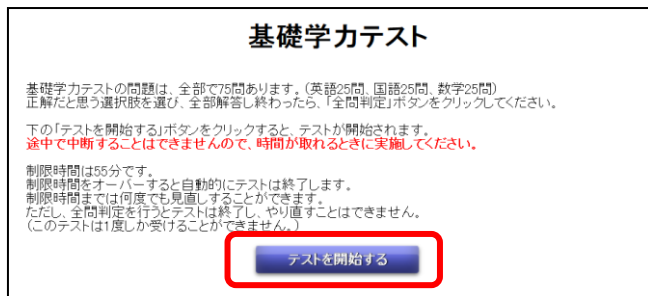 基礎学力テスト
基礎学力テストの問題は、全部で75問あります。(英語25問、国語25問、数学25問)
正解だと思う選択肢を選び、全部解答し終わったら、「全問判定」ボタンをクリックしてください。
下の「テストを開始する」ボタンをクリックすると、テストが開始されます。
途中で中断することはできませんので、時間が取れるときに実施してください。
制限時間は55分です。
制限時間をオーバーすると自動的にテストは終了します。
制限時間までは何度でも見直しすることができます。
ただし、全問判定を行うとテストは終了し、やり直すことはできません。
(このテストは1度しか受けることができません。)
テストを開始する